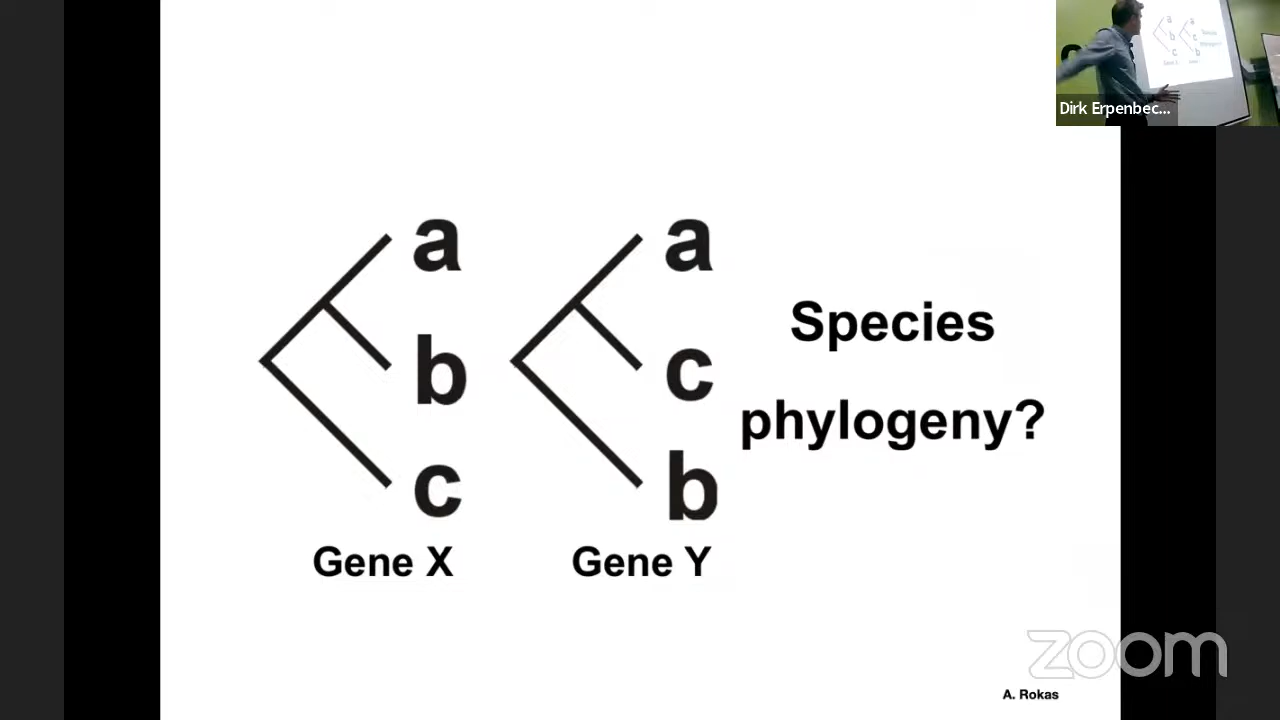 Dirk Erpenbec...
a
b
c
Gene X
a
c
b
Gene Y
Species
phylogeny?
zoom
A. Rokas